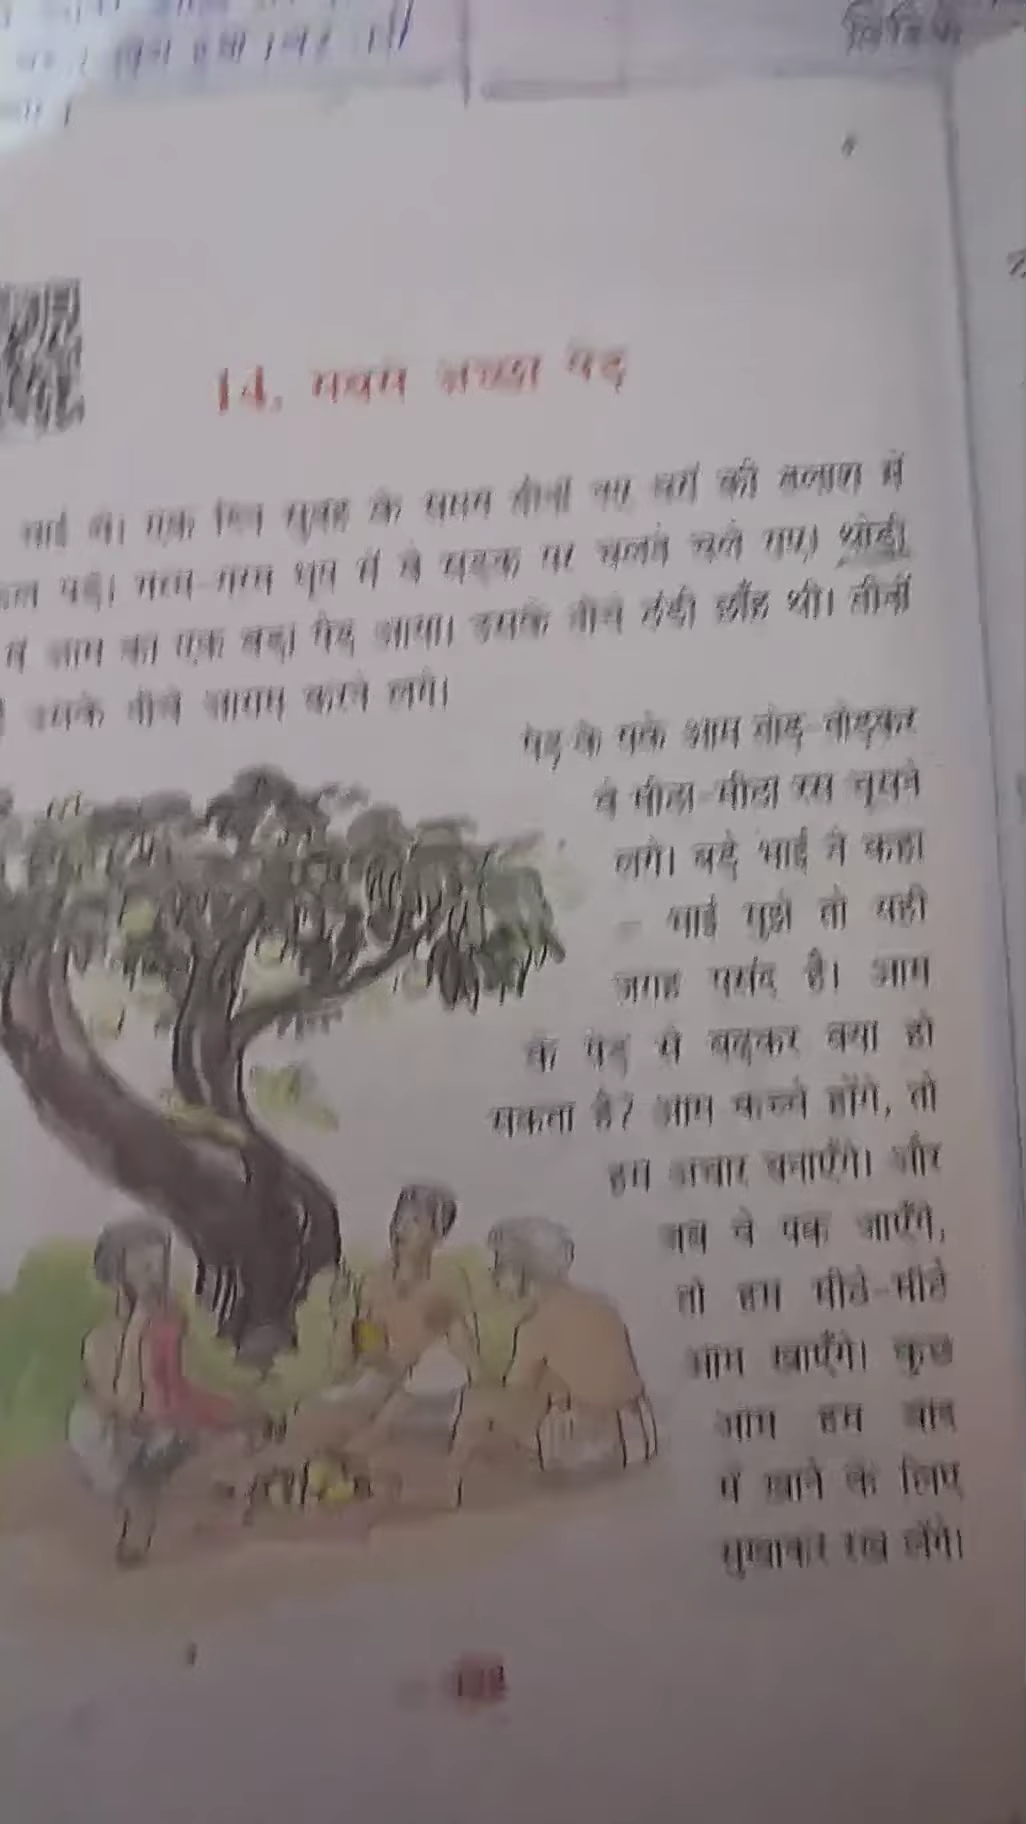 14. सबसे अच्छा पेड़
भाई थे। एक दिन सुबह के समय तीनों नए घरों की तलाश में
पड़े। गरम-गरम धूप में वे सड़क पर चलते चले गए। थोड़ी
में आम का एक बड़ा पेड़ आया। उसके नीचे ठंडी छाँह थी। तीनों
उसके नीचे आराम करने लगे।
पेड़ के पके आम तोड़-तोड़कर
वे मीठा-मीठा रस चूसने
लगे। बड़े भाई ने कहा
– भाई मुझे तो यही
जगह पसंद है। आम
के पेड़ से बढ़कर क्या हो
सकता है? आम कच्चे होंगे, तो
हम अचार बनाएँगे। और
जब वे पक जाएँगे,
तो हम मीठे-मीठे
आम खाएँगे। कुछ
आम हम बाद
में खाने के लिए
सुखाकर रख लेंगे।